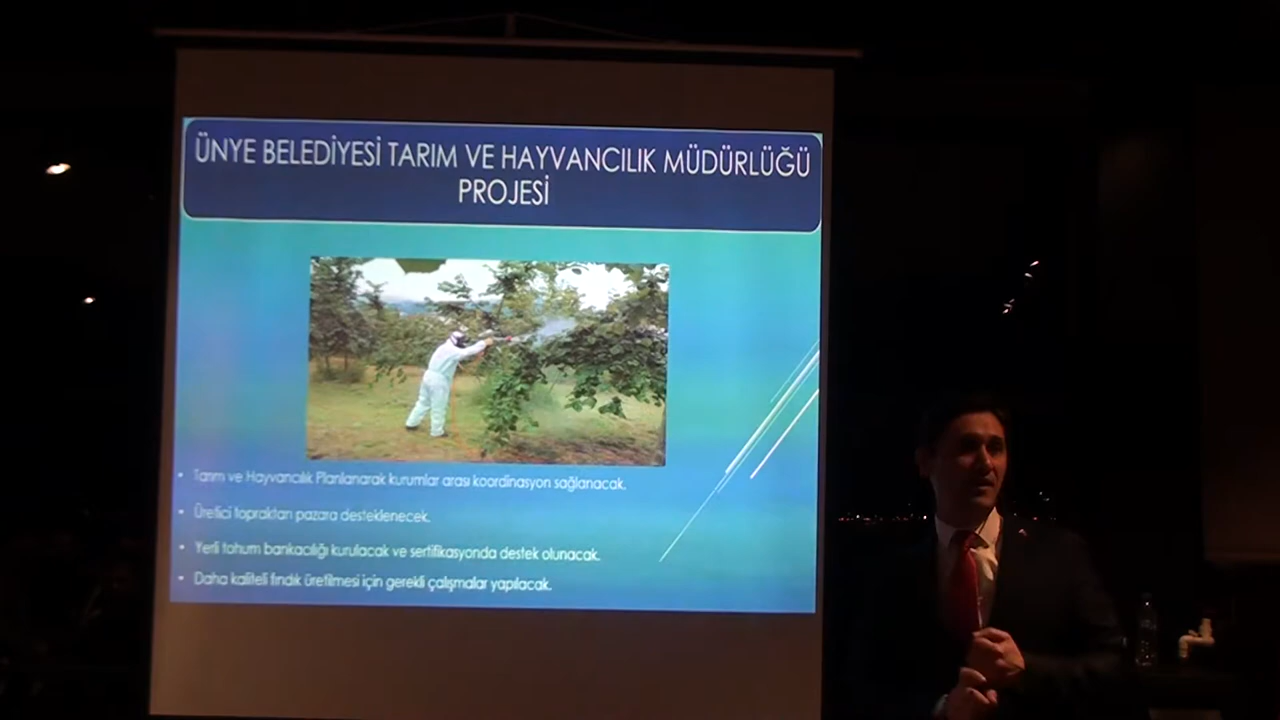 ÜNYE BELEDİYESİ TARIM VE HAYVANCILIK MÜDÜRLÜĞÜ
PROJESİ
• Tarım ve Hayvancılık Planlanarak kurumlar arası koordinasyon sağlanacak.
• Üretici topraktan pazara desteklenecek.
• Yerli tohum bankacılığı kurulacak ve sertifikasyonda destek olunacak.
• Daha kaliteli fındık üretilmesi için gerekli çalışmalar yapılacak.